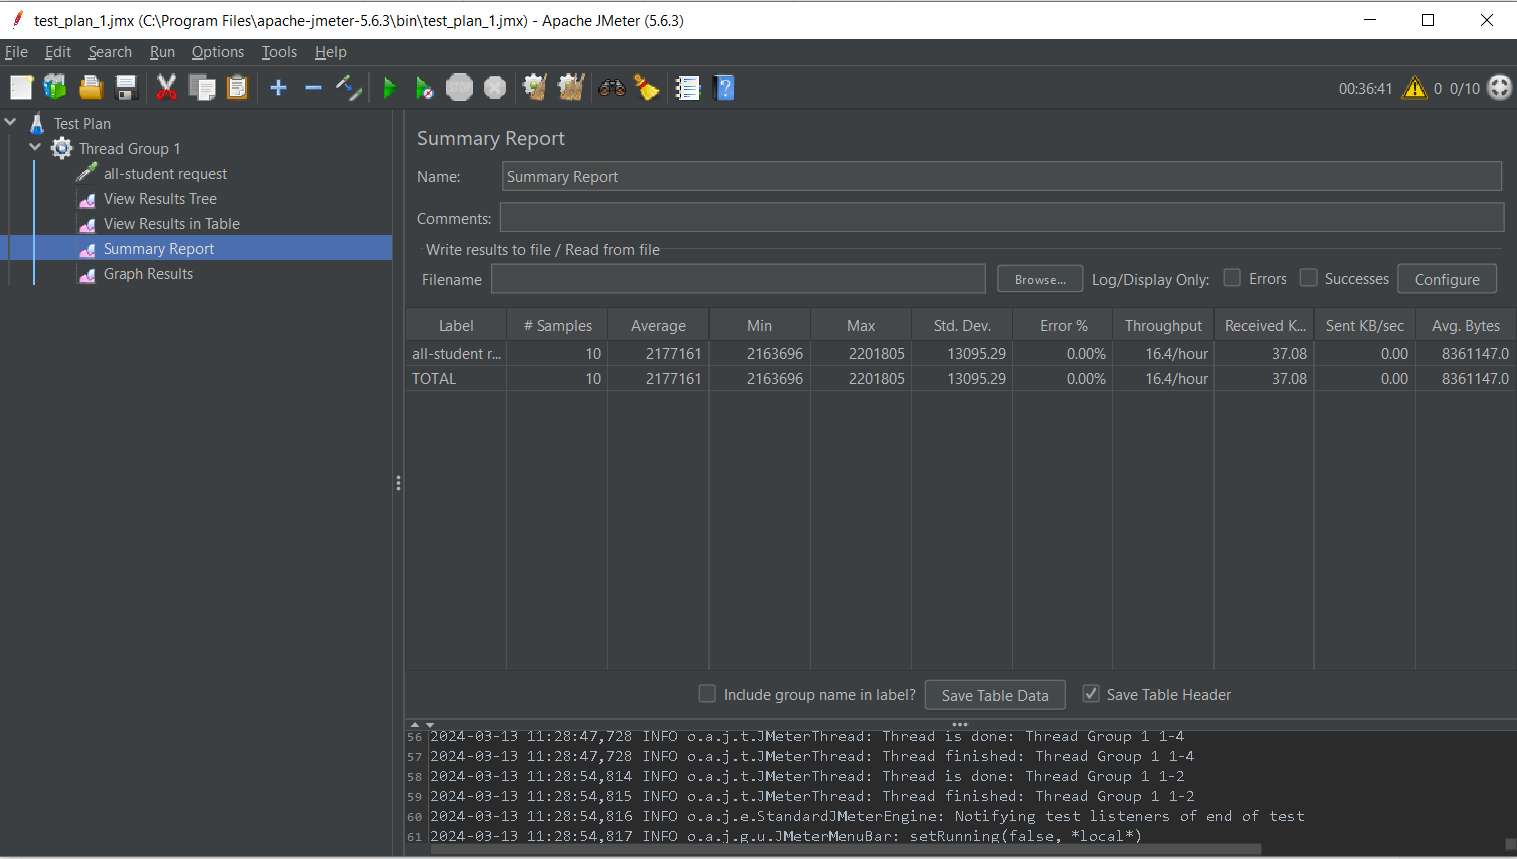 test_plan_1.jmx (C:\Program Files\apache-jmeter-5.6.3\bin\test_plan_1.jmx) - Apache JMeter (5.6.3)
File Edit Search Run Options Tools Help
STOP
00:36:41 0 0/10
Test Plan
Thread Group 1
all-student request
View Results Tree
View Results in Table
Summary Report
Graph Results
Summary Report
Name: Summary Report
Comments:
Write results to file / Read from file
Filename Browse... Log/Display Only: Errors Successes Configure
Label # Samples Average Min Max Std. Dev. Error % Throughput Received K... Sent KB/sec Avg. Bytes
all-student r... 10 2177161 2163696 2201805 13095.29 0.00% 16.4/hour 37.08 0.00 8361147.0
TOTAL 10 2177161 2163696 2201805 13095.29 0.00% 16.4/hour 37.08 0.00 8361147.0
Include group name in label? Save Table Data Save Table Header
56 2024-03-13 11:28:47,728 INFO o.a.j.t.JMeterThread: Thread is done: Thread Group 1 1-4
57 2024-03-13 11:28:47,728 INFO o.a.j.t.JMeterThread: Thread finished: Thread Group 1 1-4
58 2024-03-13 11:28:54,814 INFO o.a.j.t.JMeterThread: Thread is done: Thread Group 1 1-2
59 2024-03-13 11:28:54,815 INFO o.a.j.t.JMeterThread: Thread finished: Thread Group 1 1-2
60 2024-03-13 11:28:54,816 INFO o.a.j.e.StandardJMeterEngine: Notifying test listeners of end of test
61 2024-03-13 11:28:54,817 INFO o.a.j.g.u.JMeterMenuBar: setRunning(false, *local*)